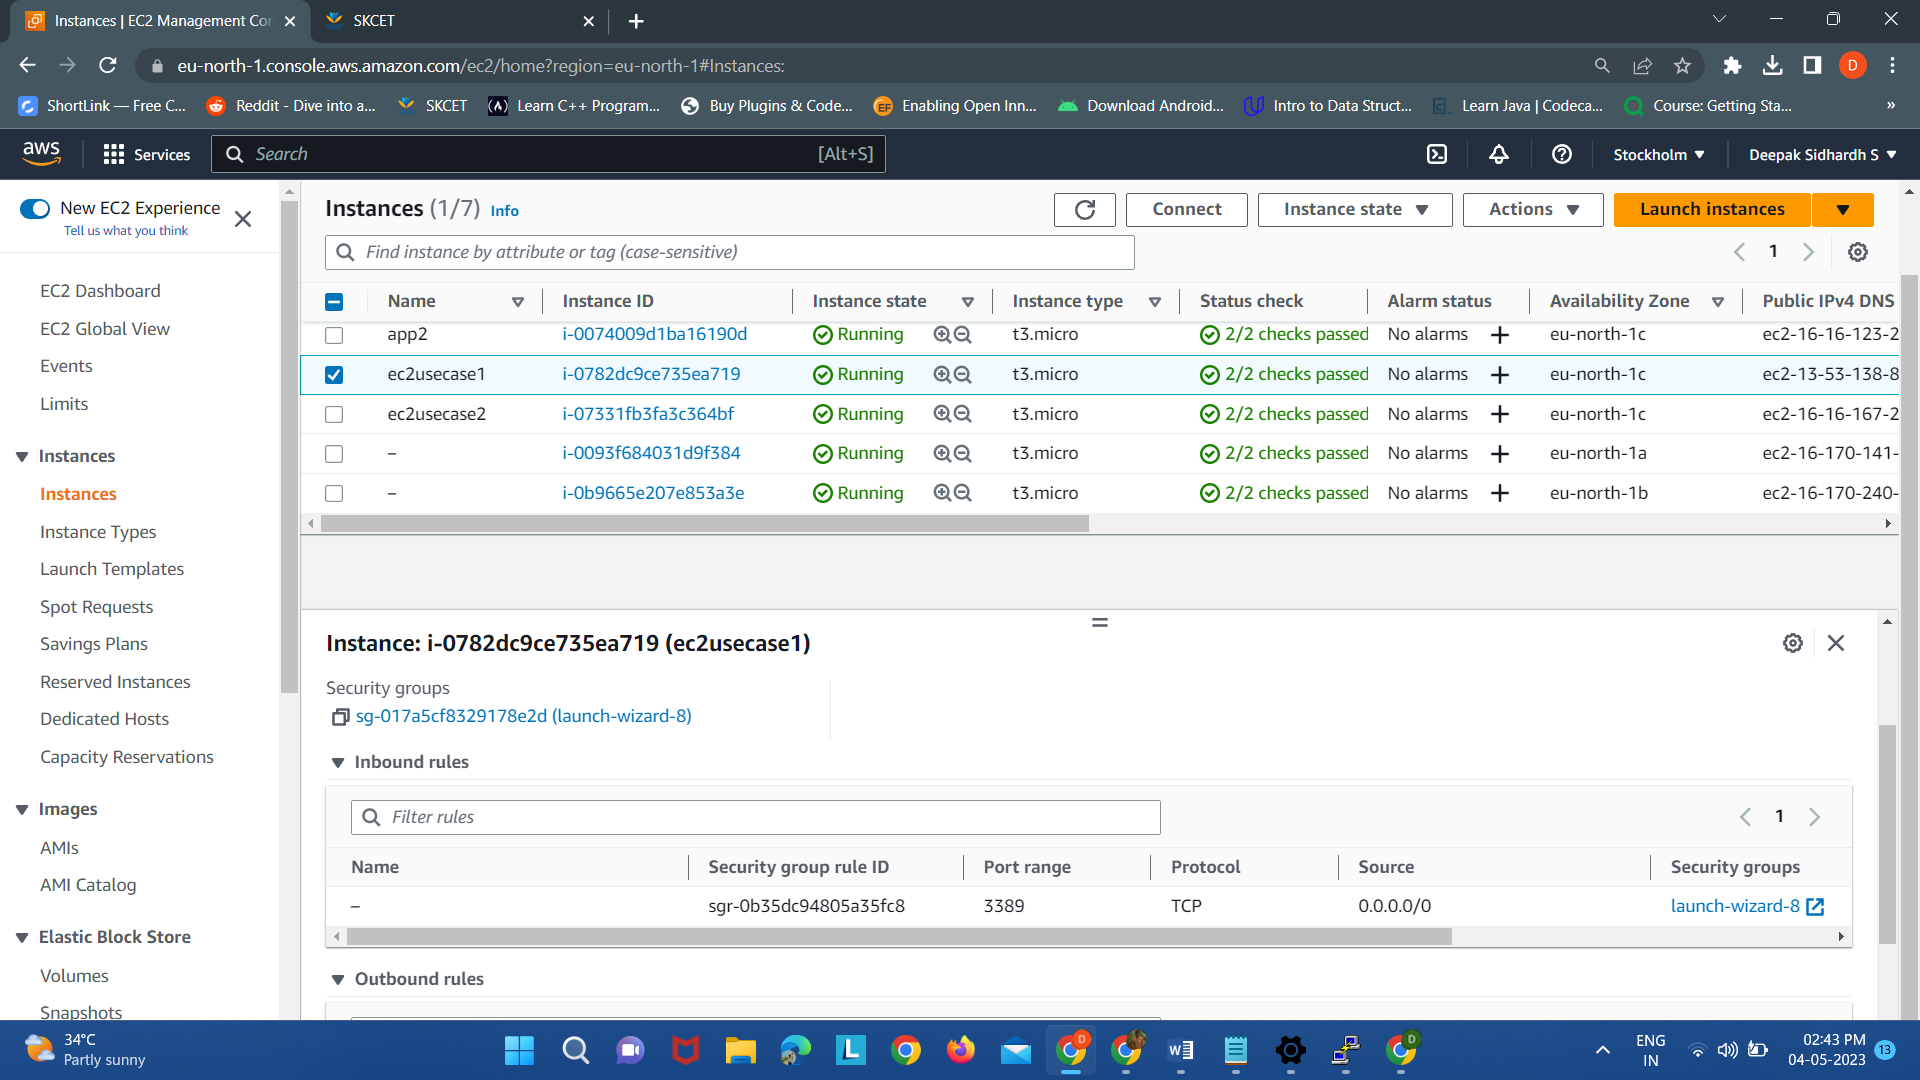 Instances | EC2 Management Con
SKCET
eu-north-1.console.aws.amazon.com/ec2/home?region=eu-north-1#Instances:
D
ShortLink — Free C...
Reddit - Dive into a...
SKCET
Learn C++ Program...
Buy Plugins & Code...
Enabling Open Inn...
Download Android...
Intro to Data Struct...
Learn Java | Codeca...
Course: Getting Sta...
»
aws
Services
Search
[Alt+S]
Stockholm
Deepak Sidhardh S
New EC2 Experience
Tell us what you think
EC2 Dashboard
EC2 Global View
Events
Limits
Instances
Instances
Instance Types
Launch Templates
Spot Requests
Savings Plans
Reserved Instances
Dedicated Hosts
Capacity Reservations
Images
AMIs
AMI Catalog
Elastic Block Store
Volumes
Snapshots
Instances (1/7) Info
Connect
Instance state
Actions
Launch instances
Find instance by attribute or tag (case-sensitive)
1
Name Instance ID Instance state Instance type Status check Alarm status Availability Zone Public IPv4 DNS
app2 i-0074009d1ba16190d Running t3.micro 2/2 checks passed No alarms + eu-north-1c ec2-16-16-123-2
ec2usecase1 i-0782dc9ce735ea719 Running t3.micro 2/2 checks passed No alarms + eu-north-1c ec2-13-53-138-8
ec2usecase2 i-07331fb3fa3c364bf Running t3.micro 2/2 checks passed No alarms + eu-north-1c ec2-16-16-167-2
– i-0093f684031d9f384 Running t3.micro 2/2 checks passed No alarms + eu-north-1a ec2-16-170-141-
– i-0b9665e207e853a3e Running t3.micro 2/2 checks passed No alarms + eu-north-1b ec2-16-170-240-
Instance: i-0782dc9ce735ea719 (ec2usecase1)
Security groups
sg-017a5cf8329178e2d (launch-wizard-8)
Inbound rules
Filter rules
1
Name Security group rule ID Port range Protocol Source Security groups
– sgr-0b35dc94805a35fc8 3389 TCP 0.0.0.0/0 launch-wizard-8
Outbound rules
34°C
Partly sunny
ENG
IN
02:43 PM
04-05-2023
13